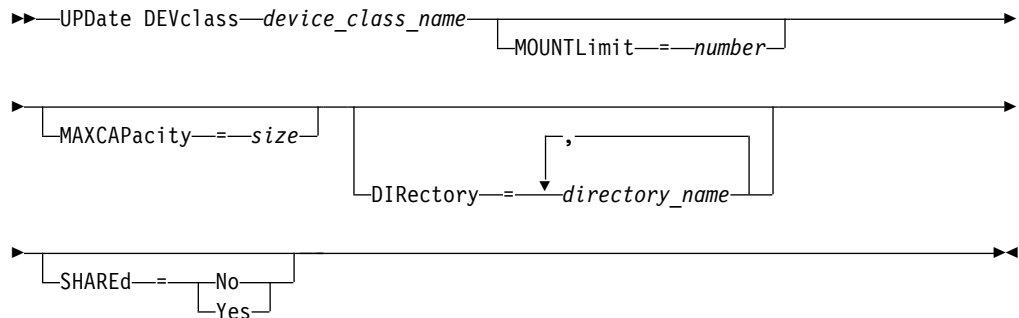 UPDate DEVclass device_class_name
MOUNTLimit = number
MAXCAPacity = size
,
DIRectory = directory_name
SHAREd = No
Yes